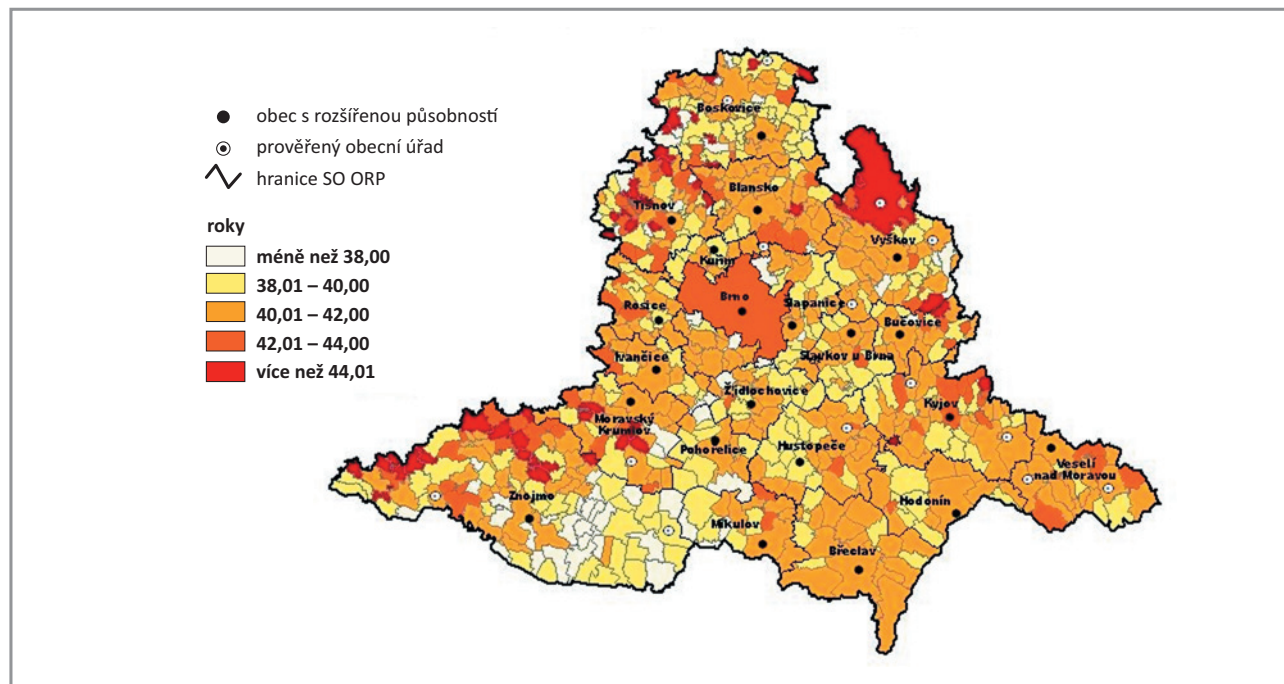 obec s rozšířenou působností
prověřený obecní úřad
hranice SO ORP
roky
méně než 38,00
38,01 – 40,00
40,01 – 42,00
42,01 – 44,00
více než 44,01
Boskovice
Blansko
Tišnov
Vyškov
Kuřim
Brno
Rosice
Šlapanice
Bučovice
Slavkov u Brna
Ivančice
Židlochovice
Kyjov
Moravský
Krumlov
Pohořelice
Hustopeče
Veselí
nad Moravou
Znojmo
Hodonín
Mikulov
Břeclav